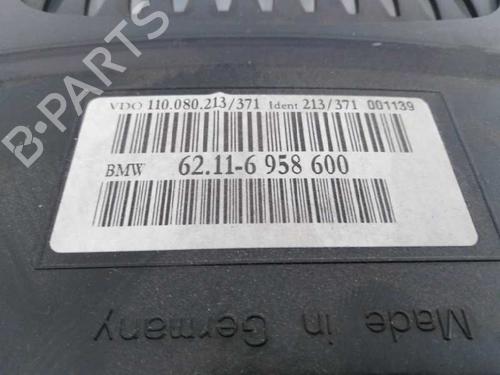 VDO 110.080.213/371 Ident 213/371 001139
BMW 62.11-6 958 600
Made in Germany
B-PARTS